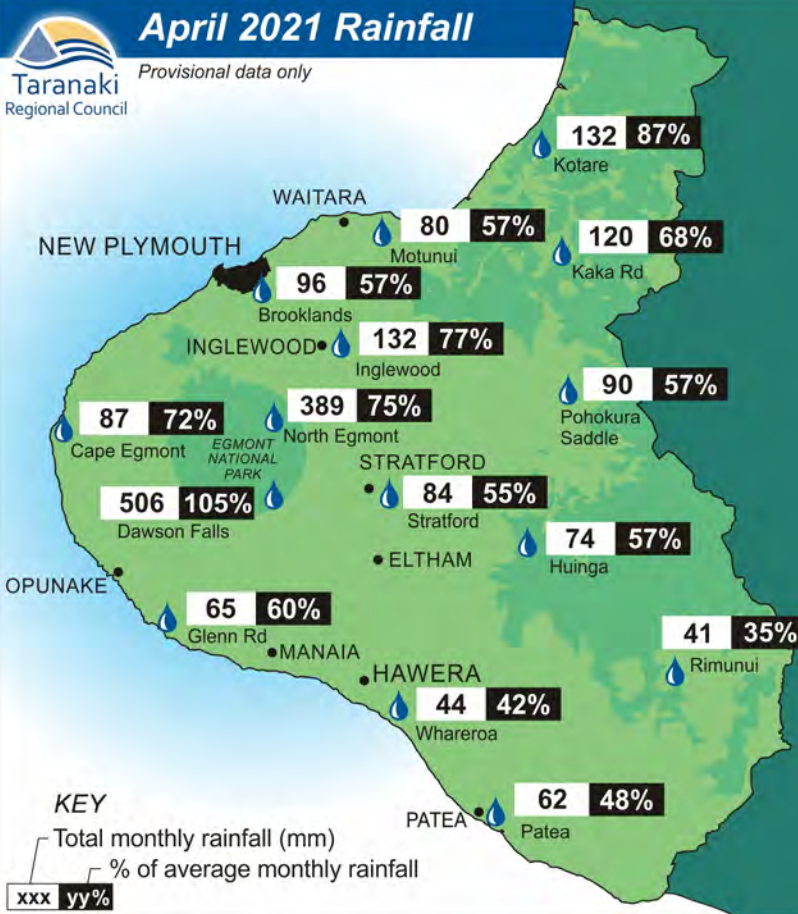 April 2021 Rainfall
Taranaki
Regional Council
Provisional data only
132 87%
Kotare
WAITARA
80 57%
Motunui
120 68%
Kaka Rd
NEW PLYMOUTH
96 57%
Brooklands
INGLEWOOD
132 77%
Inglewood
90 57%
Pohokura
Saddle
87 72%
Cape Egmont
389 75%
North Egmont
EGMONT
NATIONAL
PARK
STRATFORD
506 105%
Dawson Falls
84 55%
Stratford
74 57%
Huinga
ELTHAM
OPUNAKE
65 60%
Glenn Rd
41 35%
Rimunui
MANAIA
HAWERA
44 42%
Whareroa
62 48%
Patea
PATEA
KEY
Total monthly rainfall (mm)
% of average monthly rainfall
xxx yy%